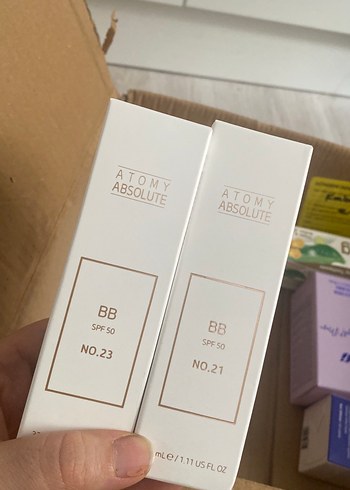 ATOMY
ABSOLUTE
BB
SPF 50
NO.23
ATOMY
ABSOLUTE
BB
SPF 50
NO.21
mL℮ / 1.11 US FL OZ